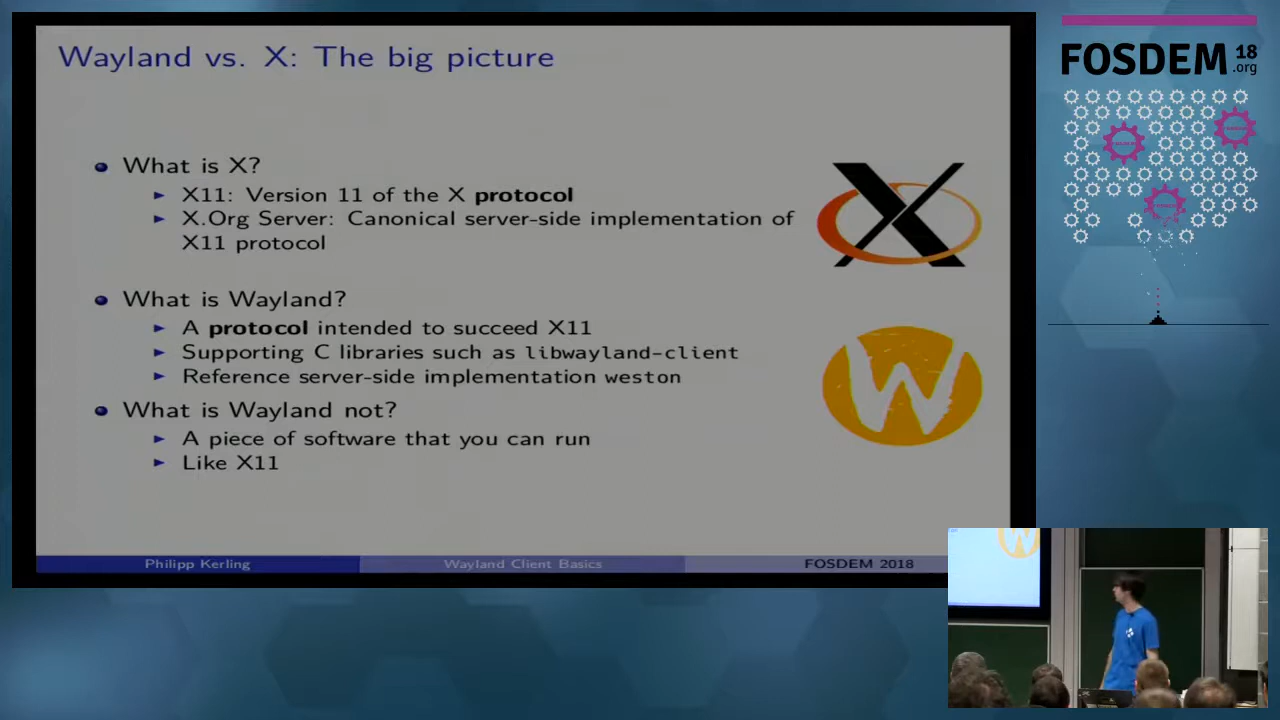 Wayland vs. X: The big picture
FOSDEM 18
.org
What is X?
X11: Version 11 of the X protocol
X.Org Server: Canonical server-side implementation of
X11 protocol
What is Wayland?
A protocol intended to succeed X11
Supporting C libraries such as libwayland-client
Reference server-side implementation weston
What is Wayland not?
A piece of software that you can run
Like X11
Philipp Kerling
Wayland Client Basics
FOSDEM 2018